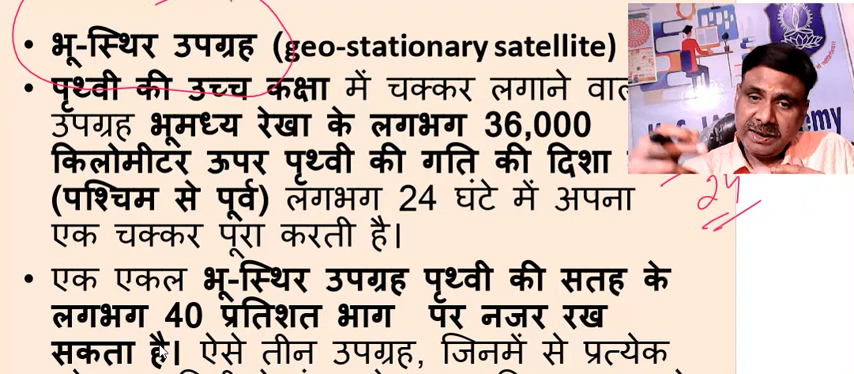 • भू-स्थिर उपग्रह (geo-stationary satellite)
• पृथ्वी की उच्च कक्षा में चक्कर लगाने
उपग्रह भूमध्य रेखा के लगभग 36,000
किलोमीटर ऊपर पृथ्वी की गति की दिशा
(पश्चिम से पूर्व) लगभग 24 घंटे में अपना
एक चक्कर पूरा करती है।
• एक एकल भू-स्थिर उपग्रह पृथ्वी की सतह के
लगभग 40 प्रतिशत भाग पर नजर रख
सकता है। ऐसे तीन उपग्रह, जिनमें से प्रत्येक
24